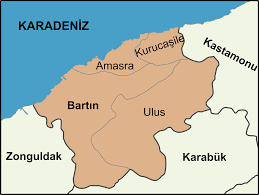 KARADENİZ
Kurucaşile
Kastamonu
Amasra
Bartın
Ulus
Zonguldak
Karabük